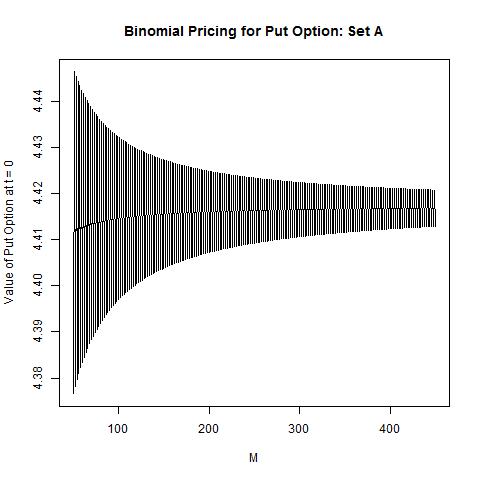 Binomial Pricing for Put Option: Set A
Value of Put Option at t = 0
4.44
4.43
4.42
4.41
4.40
4.39
4.38
100 200 300 400
M